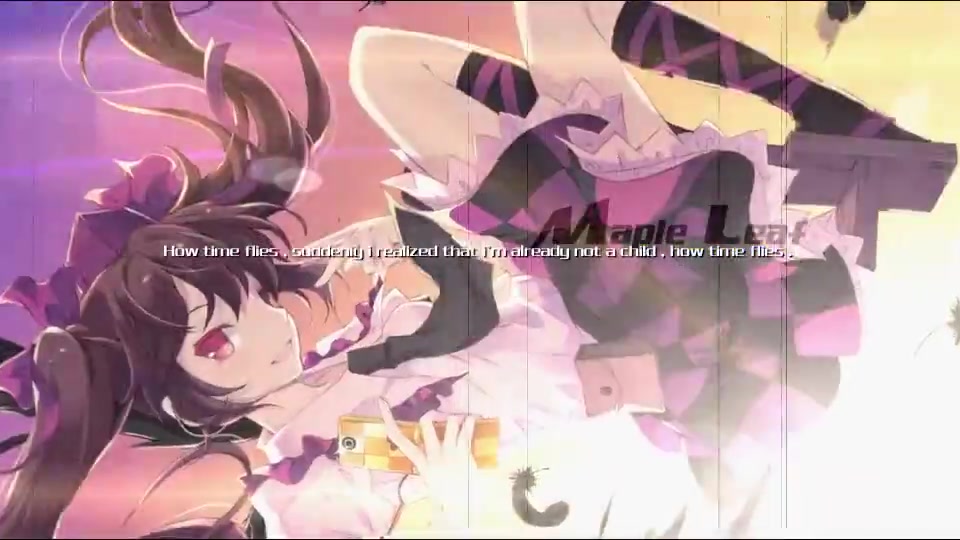 Maple Leaf
How time flies , suddenly i realized that i'm already not a child , how time flies .